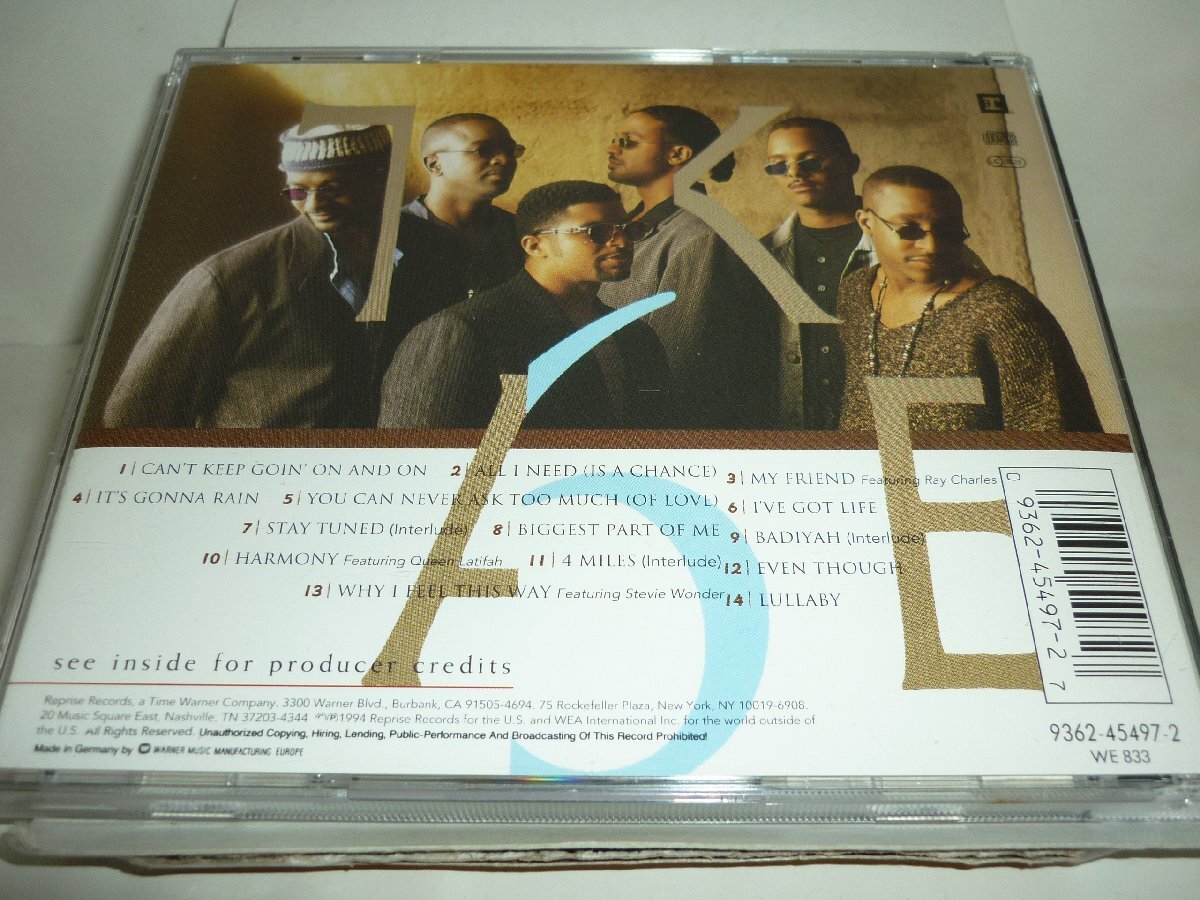 T K
A 6 E
1 | CAN'T KEEP GOIN' ON AND ON 2 | ALL I NEED (IS A CHANCE) 3 | MY FRIEND Featuring Ray Charles
4 | IT'S GONNA RAIN 5 | YOU CAN NEVER ASK TOO MUCH (OF LOVE) 6 | I'VE GOT LIFE
7 | STAY TUNED (Interlude) 8 | BIGGEST PART OF ME 9 | BADIYAH (Interlude)
10 | HARMONY Featuring Queen Latifah 11 | 4 MILES (Interlude) 12 | EVEN THOUGH
13 | WHY I FEEL THIS WAY Featuring Stevie Wonder 14 | LULLABY
see inside for producer credits
Reprise Records, a Time Warner Company. 3300 Warner Blvd., Burbank, CA 91505-4694. 75 Rockefeller Plaza, New York, NY 10019-6908.
20 Music Square East, Nashville, TN 37203-4344 ©℗1994 Reprise Records for the U.S. and WEA International Inc. for the world outside of
the U.S. All Rights Reserved. Unauthorized Copying, Hiring, Lending, Public-Performance And Broadcasting Of This Record Prohibited!
Made in Germany by WARNER MUSIC MANUFACTURING EUROPE
C 9362-45497-2 7
9362-45497-2
WE 833